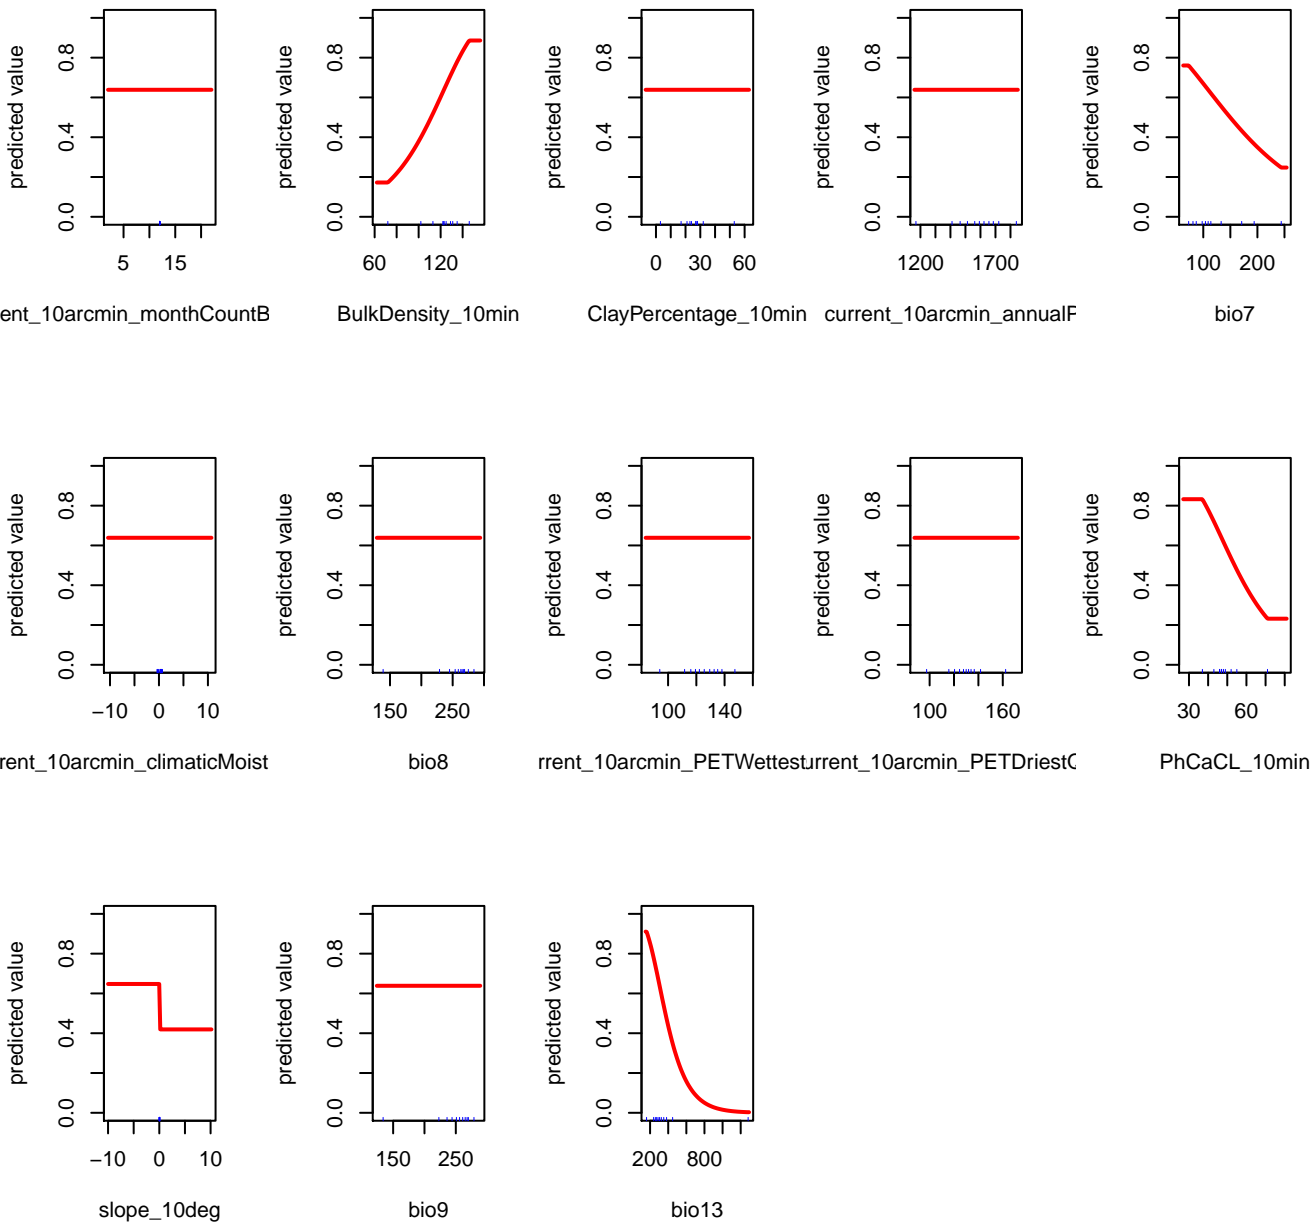 predicted value
0.0 0.4 0.8
5 15
ent_10arcmin_monthCountB
predicted value
0.0 0.4 0.8
60 120
BulkDensity_10min
predicted value
0.0 0.4 0.8
0 30 60
ClayPercentage_10min
predicted value
0.0 0.4 0.8
1200 1700
current_10arcmin_annualP
predicted value
0.0 0.4 0.8
100 200
bio7
predicted value
0.0 0.4 0.8
−10 0 10
rent_10arcmin_climaticMoist
predicted value
0.0 0.4 0.8
150 250
bio8
predicted value
0.0 0.4 0.8
100 140
rrent_10arcmin_PETWettest
predicted value
0.0 0.4 0.8
100 160
urrent_10arcmin_PETDriestQ
predicted value
0.0 0.4 0.8
30 60
PhCaCL_10min
predicted value
0.0 0.4 0.8
−10 0 10
slope_10deg
predicted value
0.0 0.4 0.8
150 250
bio9
predicted value
0.0 0.4 0.8
200 800
bio13